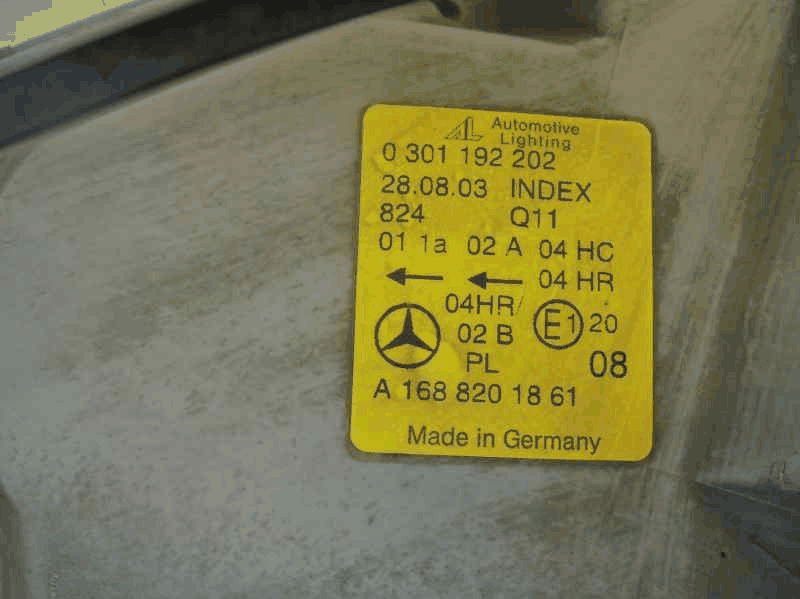 AL Automotive
Lighting
0 301 192 202
28.08.03 INDEX
824 Q11
01 1a 02 A 04 HC
04 HR
04HR/
02 B
E1 20
PL
08
A 168 820 18 61
Made in Germany